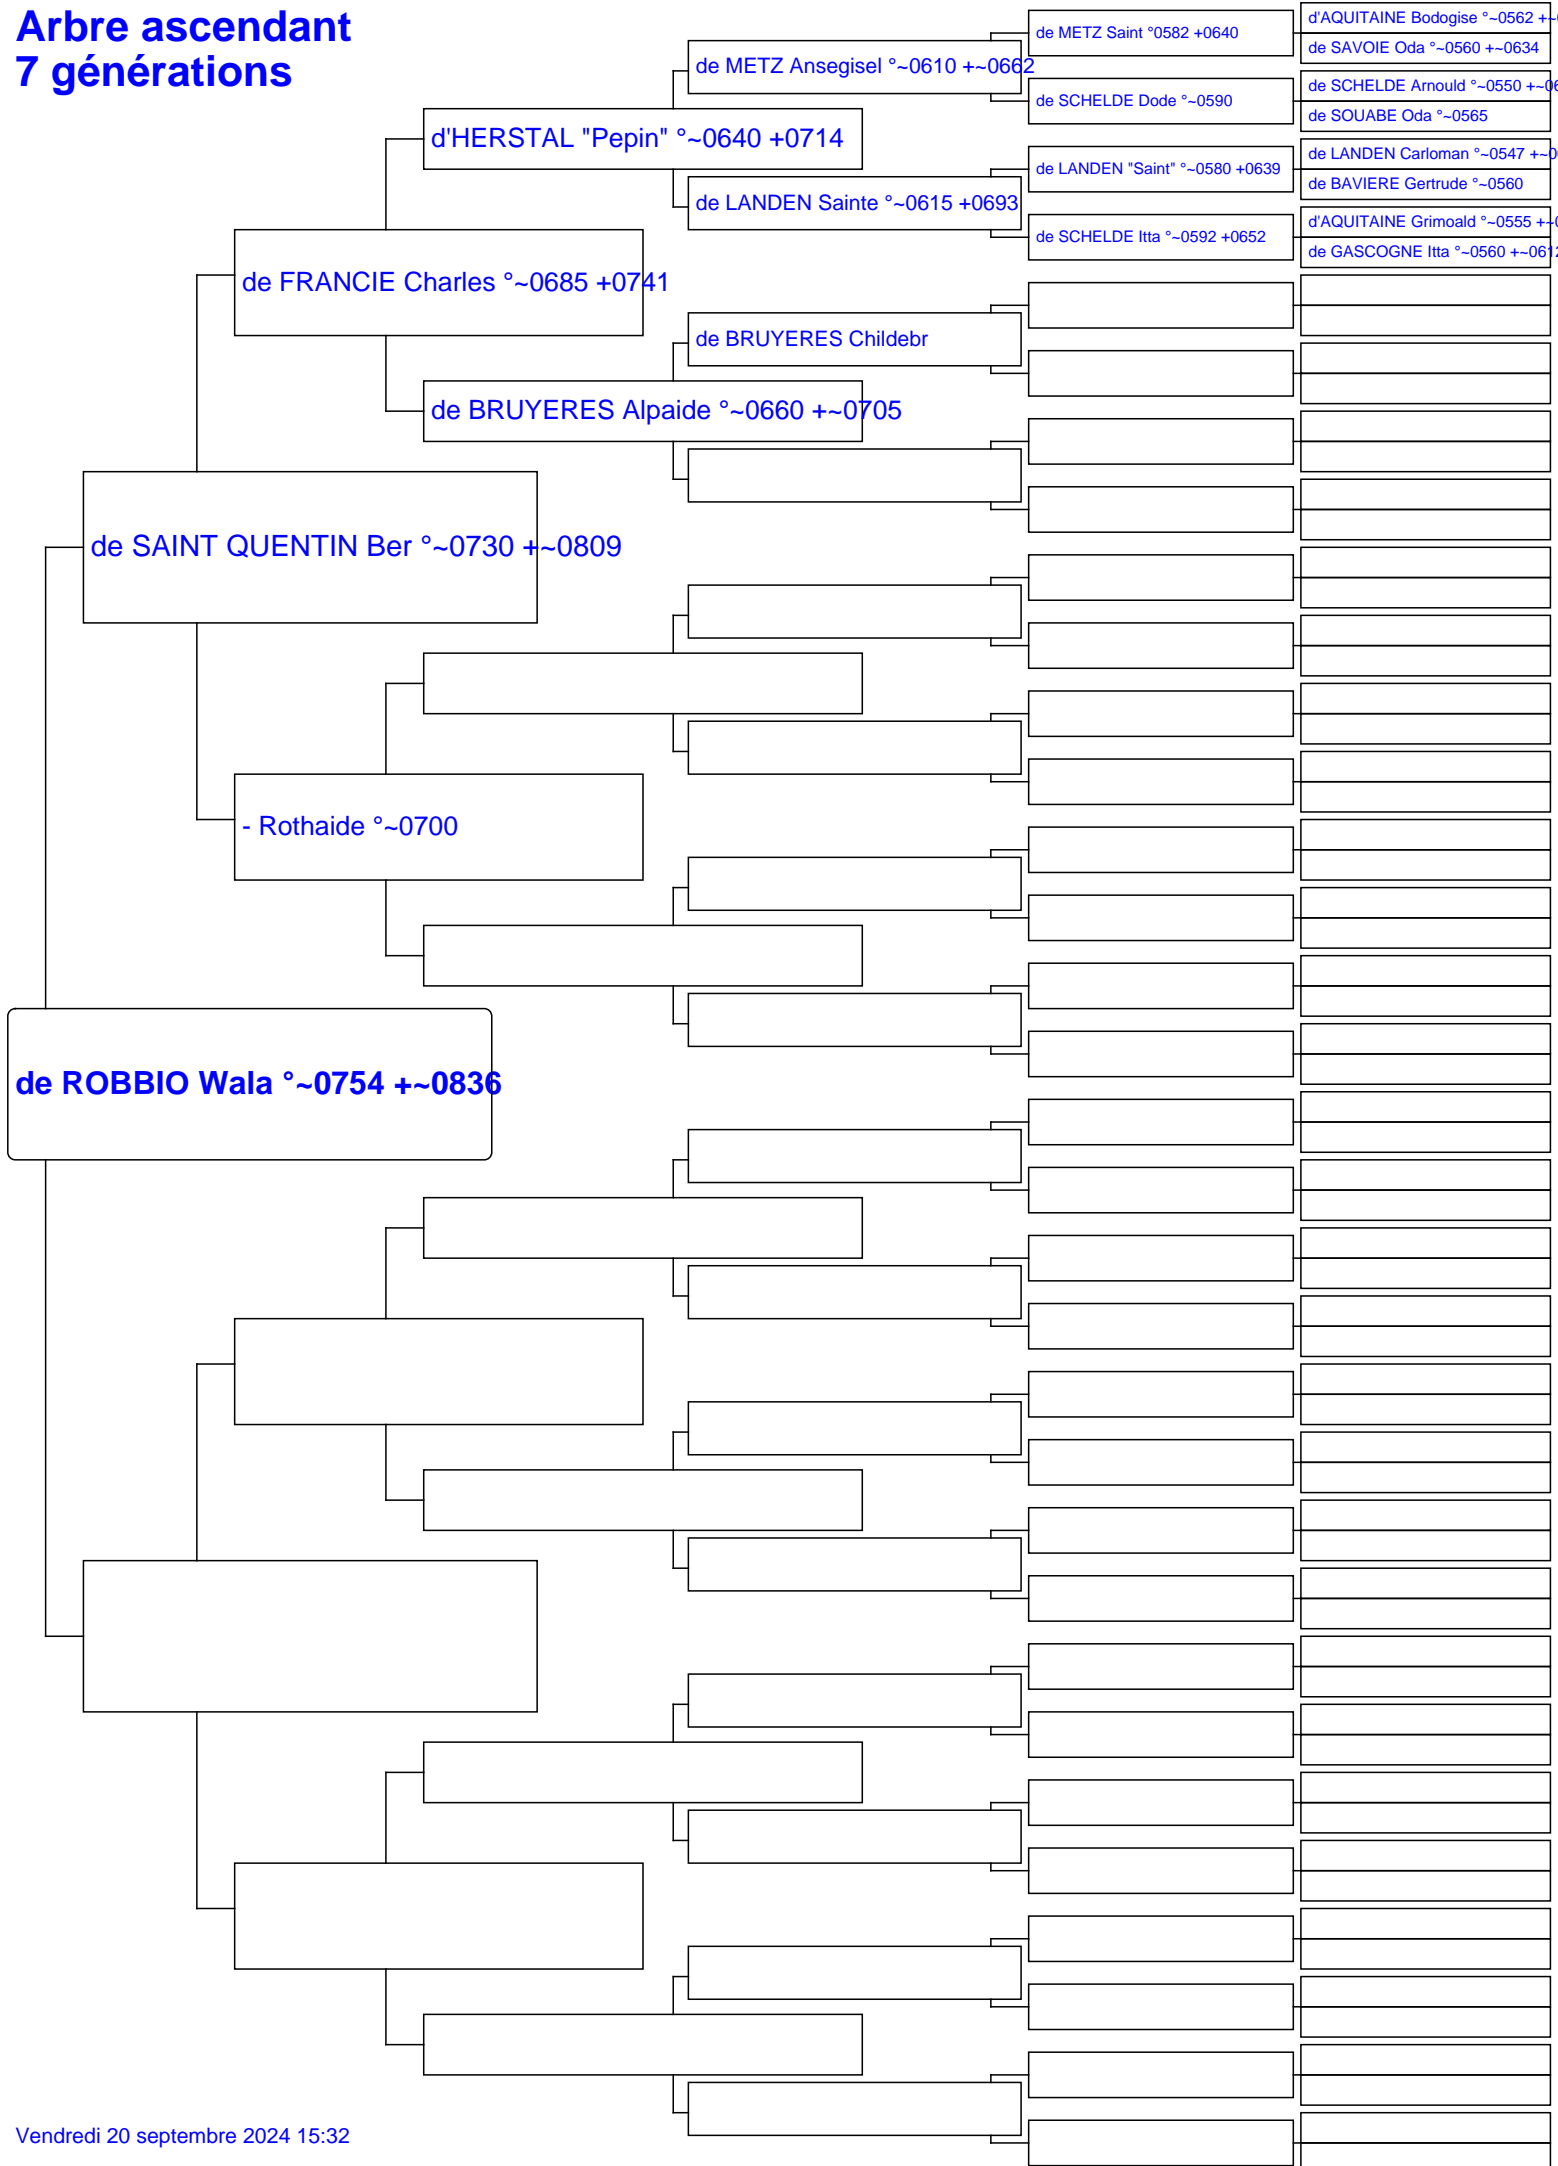 Arbre ascendant
7 générations
de METZ Saint °0582 +0640
d'AQUITAINE Bodogise °~0562 +~0
de SAVOIE Oda °~0560 +~0634
de METZ Ansegisel °~0610 +~0662
de SCHELDE Dode °~0590
de SCHELDE Arnould °~0550 +~06
de SOUABE Oda °~0565
d'HERSTAL "Pepin" °~0640 +0714
de LANDEN "Saint" °~0580 +0639
de LANDEN Carloman °~0547 +~0
de BAVIERE Gertrude °~0560
de LANDEN Sainte °~0615 +0693
de SCHELDE Itta °~0592 +0652
d'AQUITAINE Grimoald °~0555 +~0
de GASCOGNE Itta °~0560 +~0612
de FRANCIE Charles °~0685 +0741
de BRUYERES Childebr
de BRUYERES Alpaide °~0660 +~0705
de SAINT QUENTIN Ber °~0730 +~0809
- Rothaide °~0700
de ROBBIO Wala °~0754 +~0836
Vendredi 20 septembre 2024 15:32